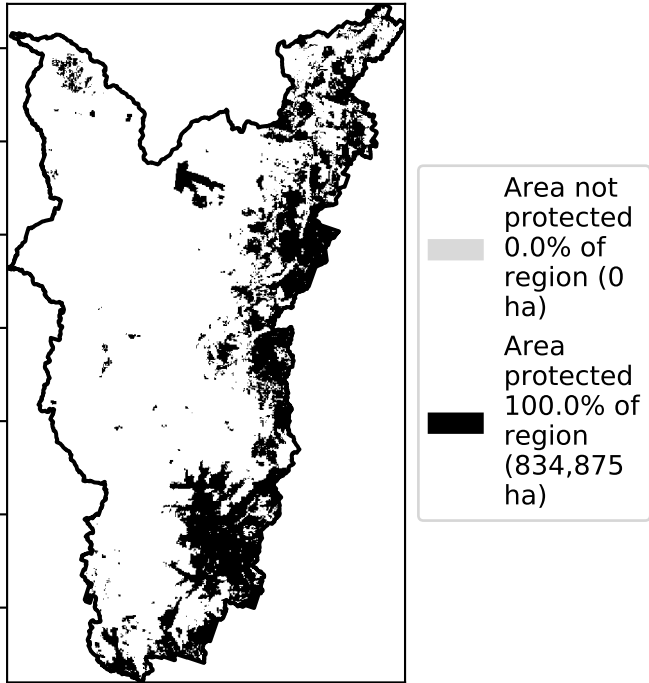 Area not
protected
0.0% of
region (0
ha)
Area
protected
100.0% of
region
(834,875
ha)